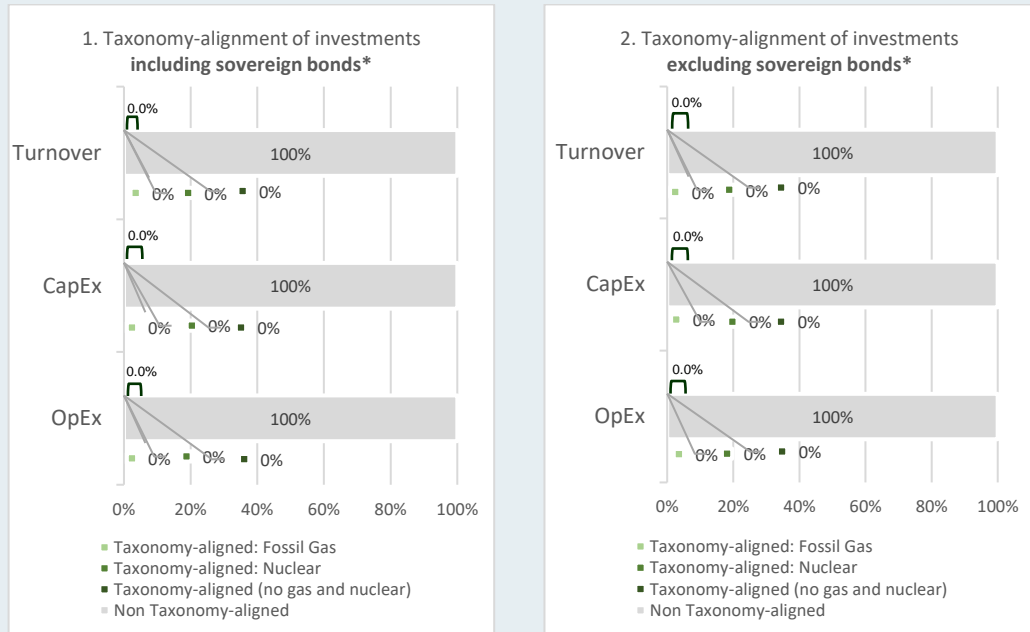 1. Taxonomy-alignment of investments
including sovereign bonds*
0.0%
Turnover
100%
0% 0% 0%
0.0%
CapEx
100%
0% 0% 0%
0.0%
OpEx
100%
0% 0% 0%
0% 20% 40% 60% 80% 100%
Taxonomy-aligned: Fossil Gas
Taxonomy-aligned: Nuclear
Taxonomy-aligned (no gas and nuclear)
Non Taxonomy-aligned
2. Taxonomy-alignment of investments
excluding sovereign bonds*
0.0%
Turnover
100%
0% 0% 0%
0.0%
CapEx
100%
0% 0% 0%
0.0%
OpEx
100%
0% 0% 0%
0% 20% 40% 60% 80% 100%
Taxonomy-aligned: Fossil Gas
Taxonomy-aligned: Nuclear
Taxonomy-aligned (no gas and nuclear)
Non Taxonomy-aligned